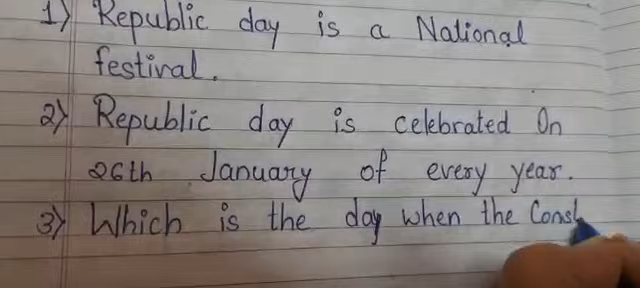 1) Republic day is a National
festival.
2) Republic day is celebrated On
26th January of every year.
3) Which is the day when the